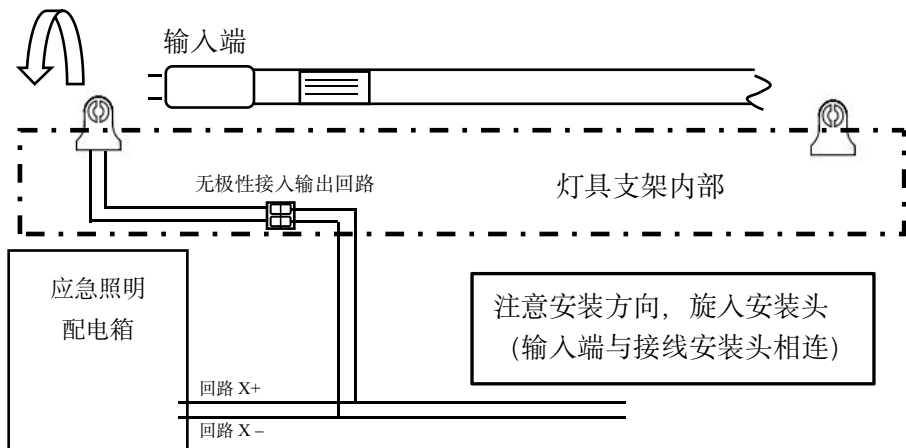 输入端
无极性接入输出回路
灯具支架内部
应急照明
配电箱
注意安装方向，旋入安装头
（输入端与接线安装头相连）
回路 X+
回路 X –